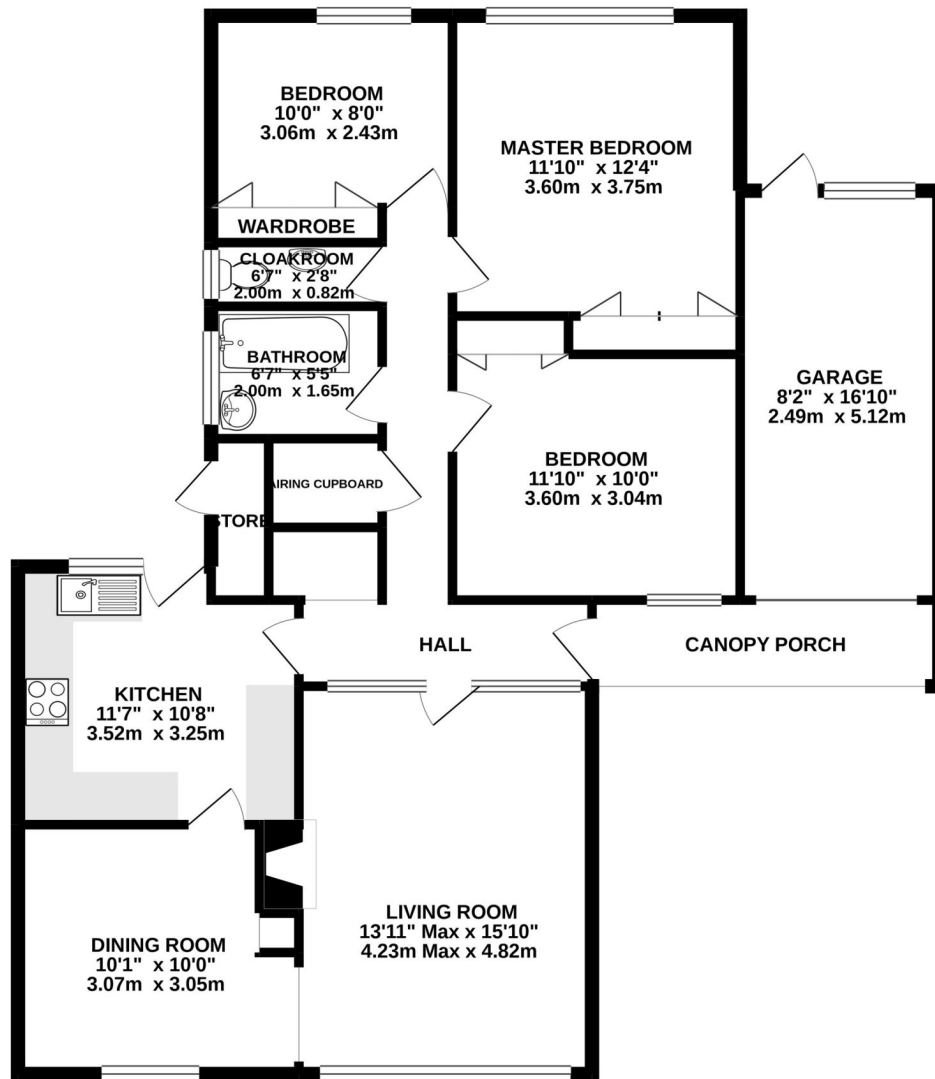 BEDROOM
10'0" x 8'0"
3.06m x 2.43m
MASTER BEDROOM
11'10" x 12'4"
3.60m x 3.75m
WARDROBE
CLOAKROOM
6'7" x 2'8"
2.00m x 0.82m
BATHROOM
6'7" x 5'5"
2.00m x 1.65m
GARAGE
8'2" x 16'10"
2.49m x 5.12m
BEDROOM
11'10" x 10'0"
3.60m x 3.04m
AIRING CUPBOARD
STORE
HALL
CANOPY PORCH
KITCHEN
11'7" x 10'8"
3.52m x 3.25m
LIVING ROOM
13'11" Max x 15'10"
4.23m Max x 4.82m
DINING ROOM
10'1" x 10'0"
3.07m x 3.05m